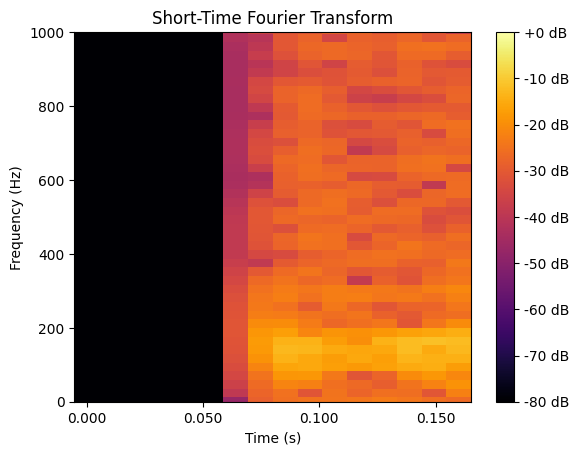 Short-Time Fourier Transform
1000
800
600
400
200
0
Frequency (Hz)
0.000
0.050
0.100
0.150
Time (s)
+0 dB
-10 dB
-20 dB
-30 dB
-40 dB
-50 dB
-60 dB
-70 dB
-80 dB